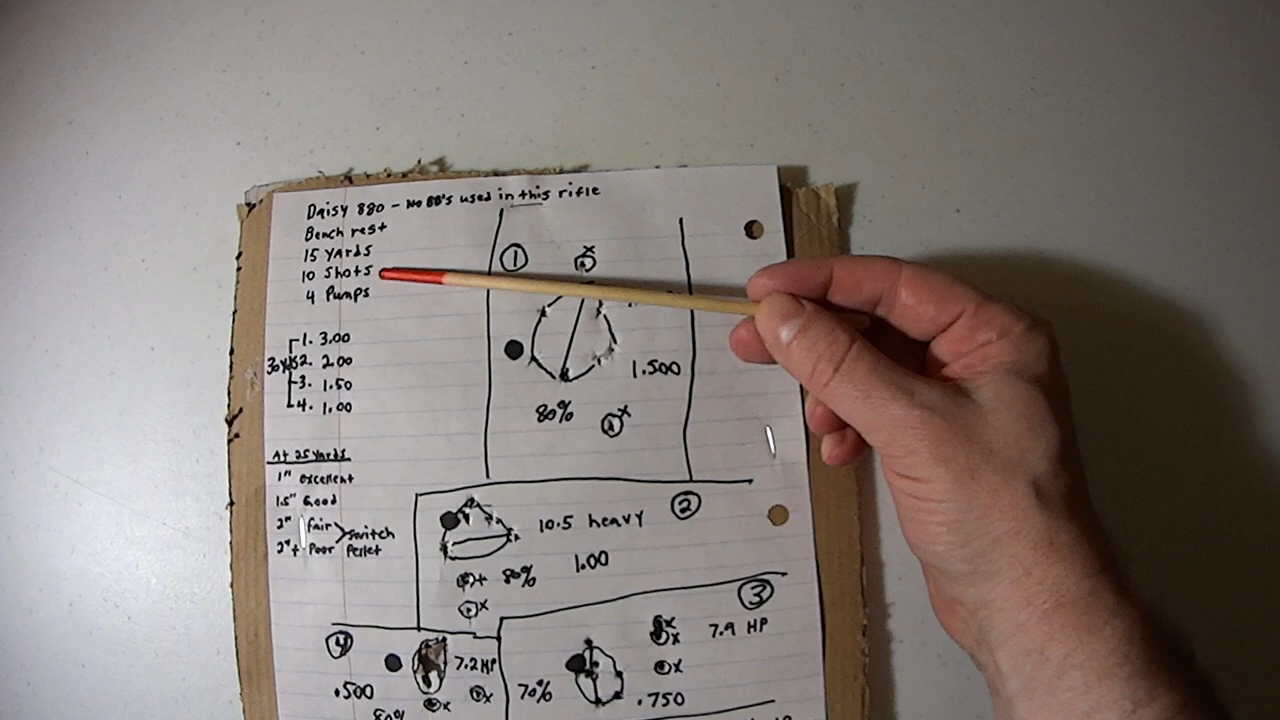 Daisy 880 - No BB's used in this rifle
Bench rest
15 Yards
10 Shots
4 Pumps
30 Yds
1. 3.00
2. 2.00
3. 1.50
4. 1.00
At 25 Yards
1" excellent
1.5" Good
2" fair
2"+ Poor
Switch
Pellet
1
x
1.500
80%
x
2
10.5 heavy
1.00
80%
x
3
7.9 HP
x
x
x
70%
.750
4
7.2 HP
.500
x
x
80%